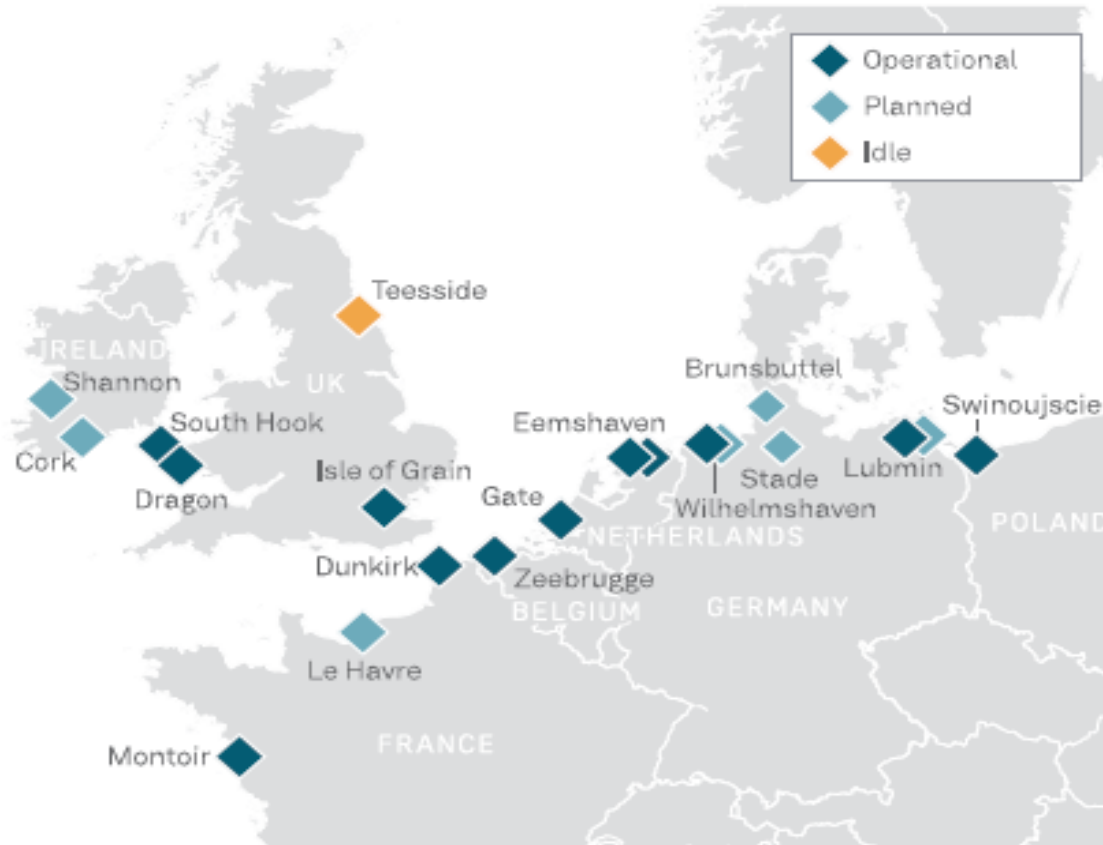 Operational
Planned
Idle
Teesside
IRELAND
Shannon
UK
Brunsbuttel
Swinoujscie
South Hook
Eemshaven
Cork
Isle of Grain
Lubmin
Stade
Dragon
Gate
Wilhelmshaven
POLAND
NETHERLANDS
Dunkirk
Zeebrugge
BELGIUM
GERMANY
Le Havre
FRANCE
Montoir